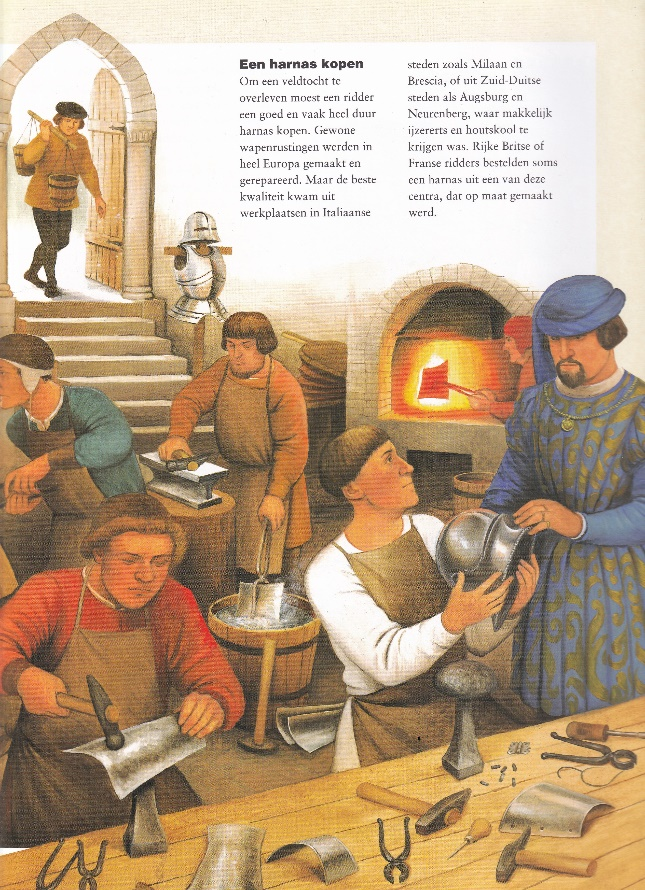 Een harnas kopen
Om een veldtocht te
overleven moest een ridder
een goed en vaak heel duur
harnas kopen. Gewone
wapenrustingen werden in
heel Europa gemaakt en
gerepareerd. Maar de beste
kwaliteit kwam uit
werkplaatsen in Italiaanse
steden zoals Milaan en
Brescia, of uit Zuid-Duitse
steden als Augsburg en
Neurenberg, waar makkelijk
ijzererts en houtskool te
krijgen was. Rijke Britse of
Franse ridders bestelden soms
een harnas uit een van deze
centra, dat op maat gemaakt
werd.